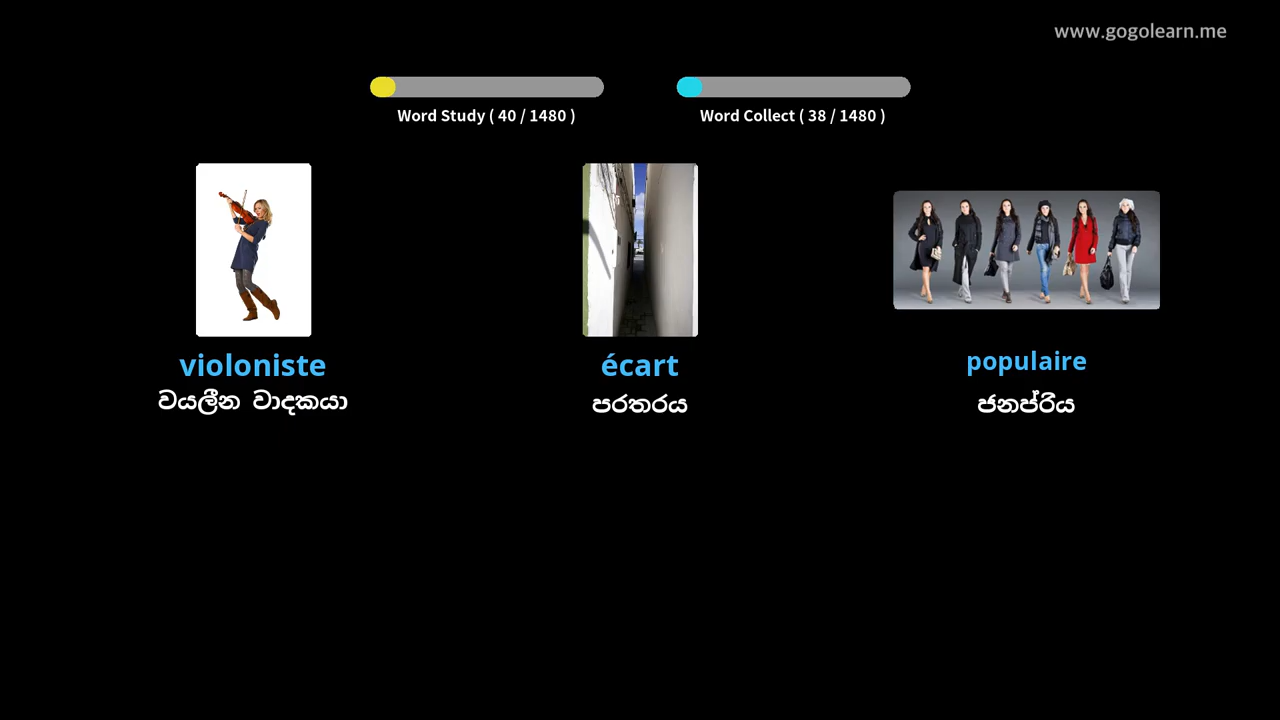 www.gogolearn.me
Word Study ( 40 / 1480 )
Word Collect ( 38 / 1480 )
violoniste
වයලීන වාදකයා
écart
පරතරය
populaire
ජනප්රිය